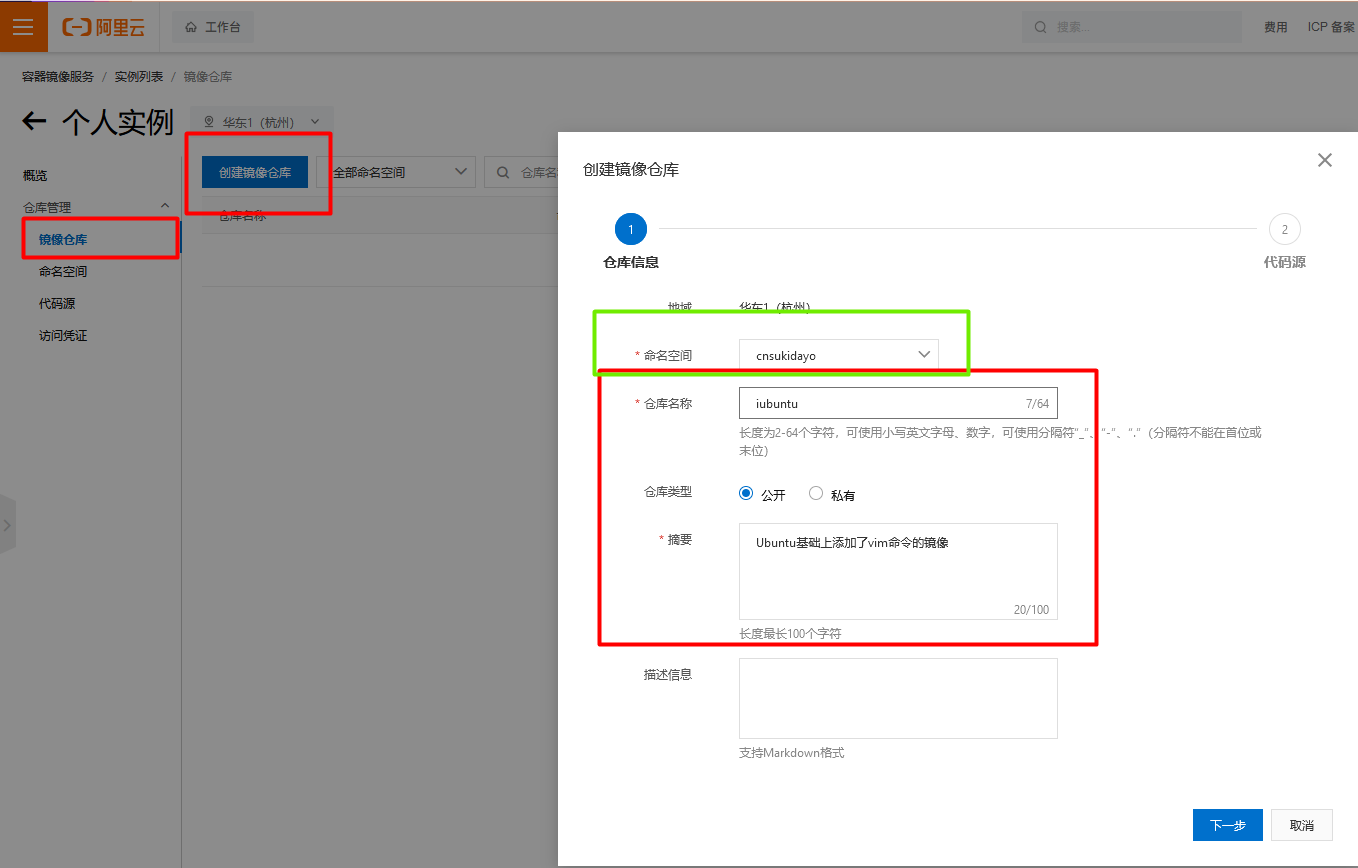 阿里云
工作台
搜索...
费用
ICP 备案
容器镜像服务 / 实例列表 / 镜像仓库
个人实例
华东1（杭州）
概览
仓库管理
镜像仓库
命名空间
代码源
访问凭证
创建镜像仓库
全部命名空间
仓库名
仓库名称
创建镜像仓库
1
仓库信息
2
代码源
地域 华东1（杭州）
* 命名空间 cnsukidayo
* 仓库名称 iubuntu 7/64
长度为2-64个字符，可使用小写英文字母、数字，可使用分隔符"_"、"-"、"."（分隔符不能在首位或
末位）
仓库类型 公开 私有
* 摘要 Ubuntu基础上添加了vim命令的镜像
20/100
长度最长100个字符
描述信息
支持Markdown格式
下一步
取消